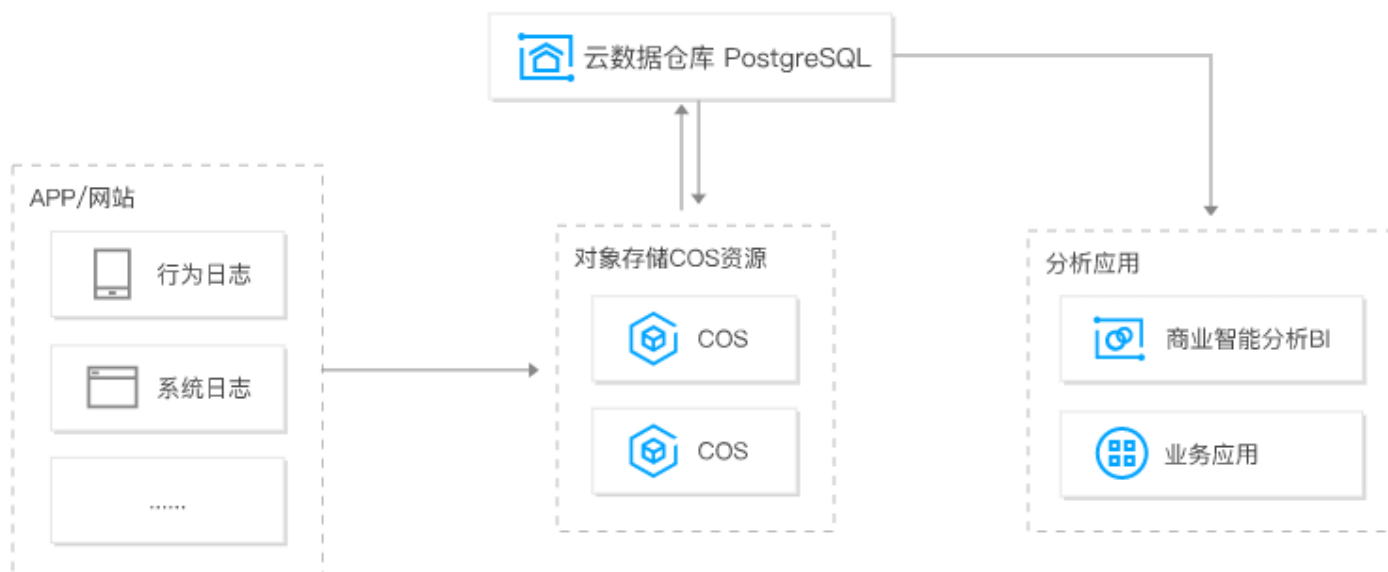 云数据仓库 PostgreSQL
APP/网站
行为日志
系统日志
......
对象存储COS资源
COS
COS
分析应用
商业智能分析BI
业务应用